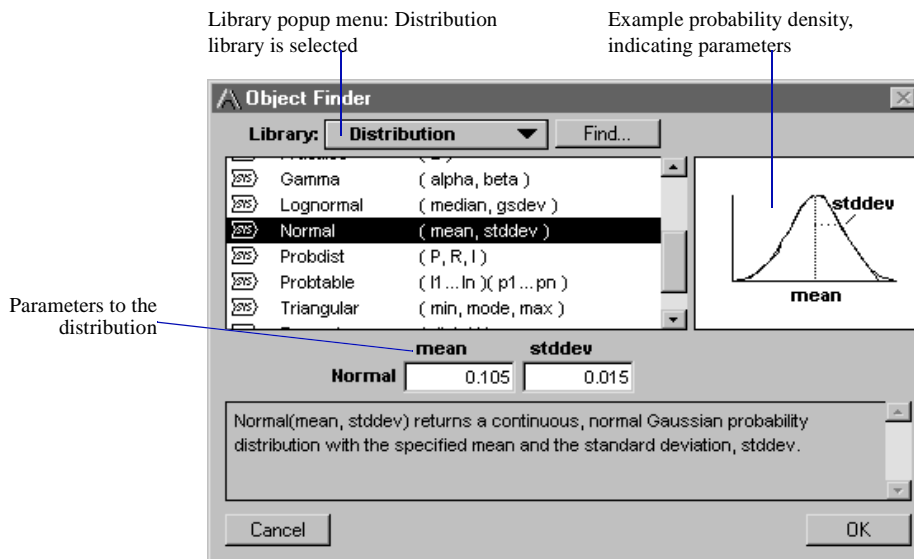 Library popup menu: Distribution
library is selected
Example probability density,
indicating parameters
Object Finder
Library: Distribution Find...
Gamma ( alpha, beta )
Lognormal ( median, gsdev )
Normal ( mean, stddev )
Probdist ( P, R, I )
Probtable ( l1...ln )( p1...pn )
Triangular ( min, mode, max )
stddev
mean
Parameters to the
distribution
mean stddev
Normal 0.105 0.015
Normal(mean, stddev) returns a continuous, normal Gaussian probability
distribution with the specified mean and the standard deviation, stddev.
Cancel OK